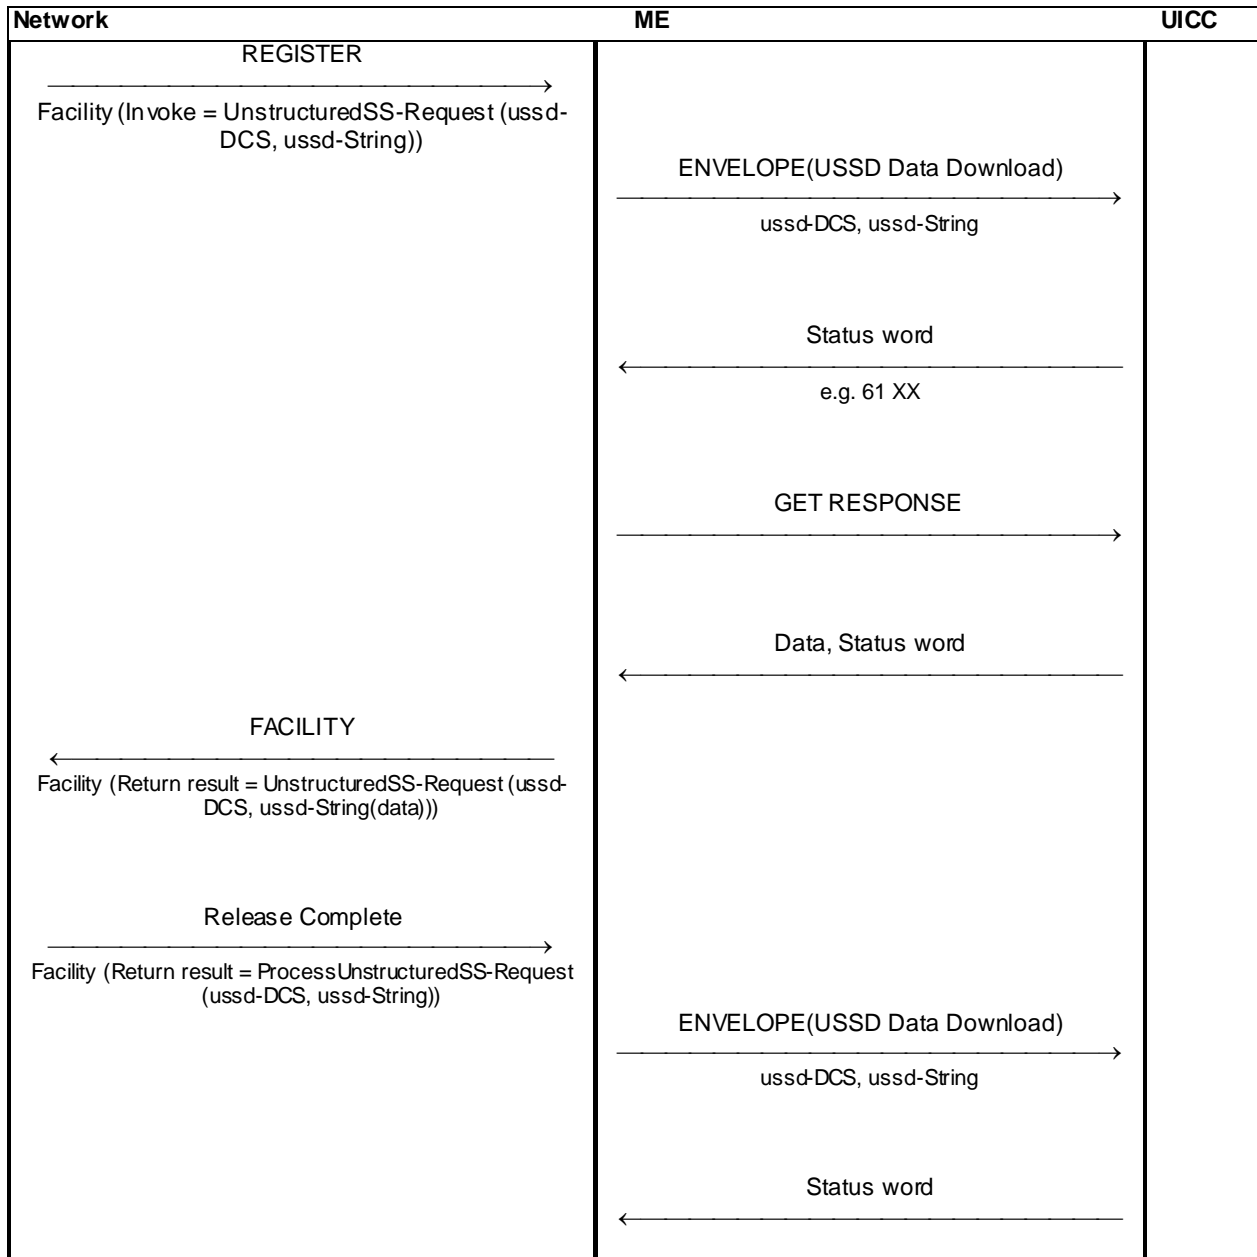 Network ME UICC
REGISTER
Facility (Invoke = UnstructuredSS-Request (ussd-
DCS, ussd-String))
ENVELOPE(USSD Data Download)
ussd-DCS, ussd-String
Status word
e.g. 61 XX
GET RESPONSE
Data, Status word
FACILITY
Facility (Return result = UnstructuredSS-Request (ussd-
DCS, ussd-String(data)))
Release Complete
Facility (Return result = ProcessUnstructuredSS-Request
(ussd-DCS, ussd-String))
ENVELOPE(USSD Data Download)
ussd-DCS, ussd-String
Status word